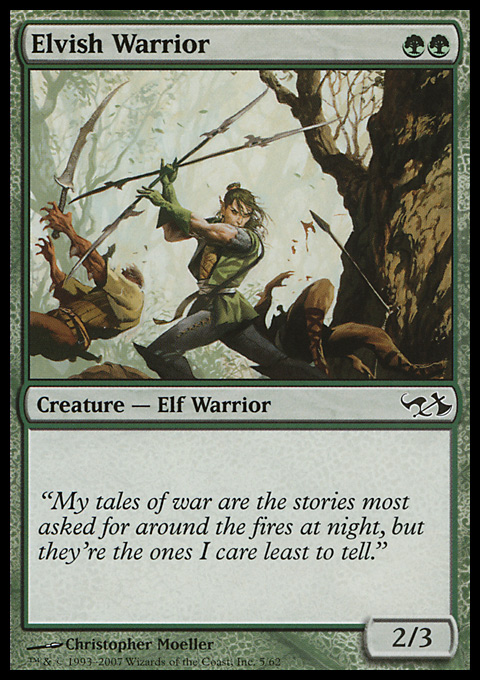 Elvish Warrior
Creature — Elf Warrior
“My tales of war are the stories most
asked for around the fires at night, but
they’re the ones I care least to tell.”
Christopher Moeller
™ & © 1993–2007 Wizards of the Coast, Inc. 5/62
2/3